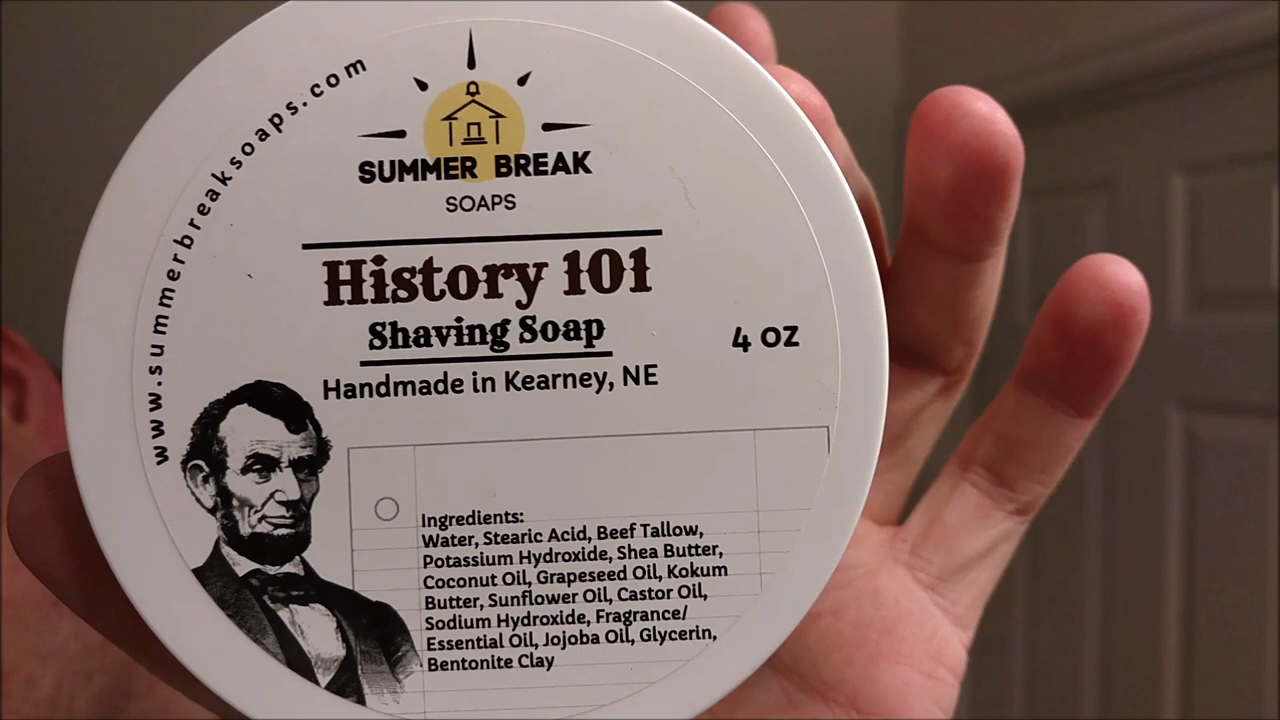 www.summerbreaksoaps.com
SUMMER BREAK
SOAPS
History 101
Shaving Soap
4 OZ
Handmade in Kearney, NE
Ingredients:
Water, Stearic Acid, Beef Tallow,
Potassium Hydroxide, Shea Butter,
Coconut Oil, Grapeseed Oil, Kokum
Butter, Sunflower Oil, Castor Oil,
Sodium Hydroxide, Fragrance/
Essential Oil, Jojoba Oil, Glycerin,
Bentonite Clay